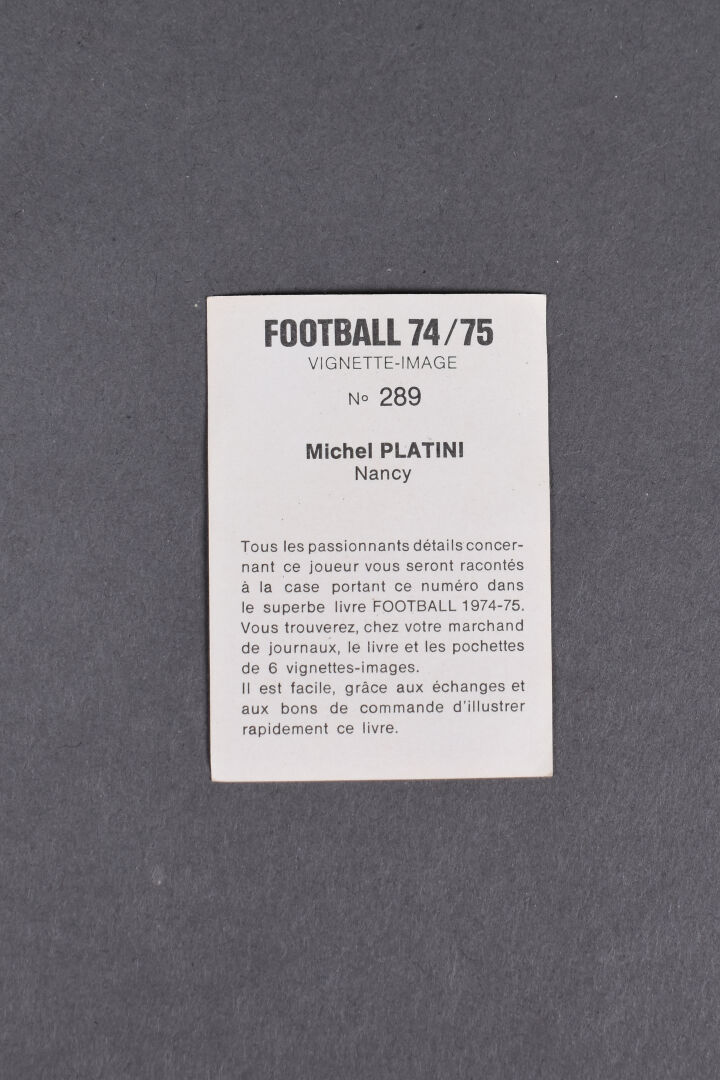 FOOTBALL 74/75
VIGNETTE-IMAGE
No 289
Michel PLATINI
Nancy
Tous les passionnants détails concer-
nant ce joueur vous seront racontés
à la case portant ce numéro dans
le superbe livre FOOTBALL 1974-75.
Vous trouverez, chez votre marchand
de journaux, le livre et les pochettes
de 6 vignettes-images.
Il est facile, grâce aux échanges et
aux bons de commande d'illustrer
rapidement ce livre.